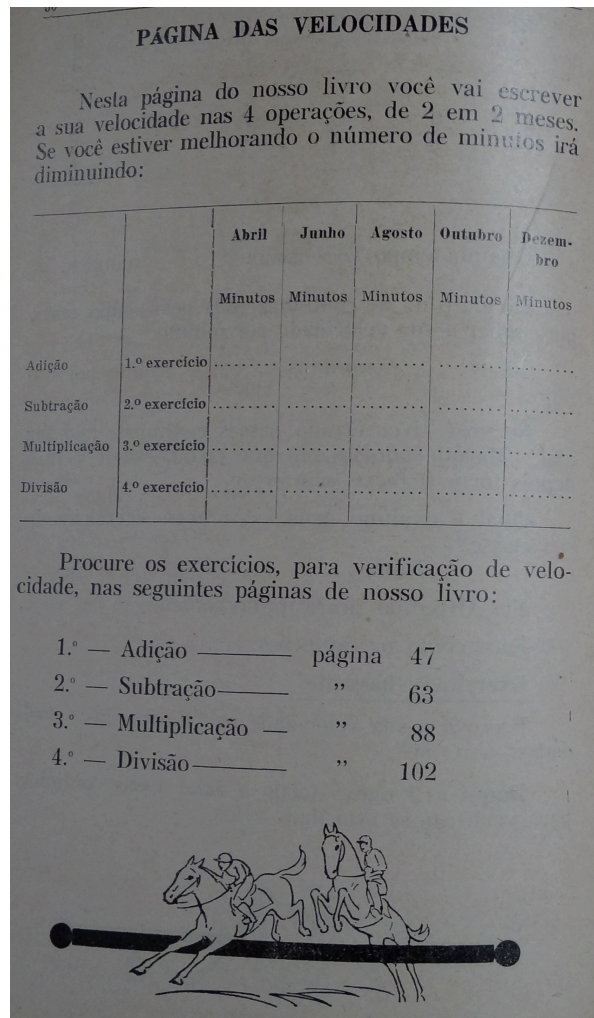 PÁGINA DAS VELOCIDADES
Nesta página do nosso livro você vai escrever
a sua velocidade nas 4 operações, de 2 em 2 meses.
Se você estiver melhorando o número de minutos irá
diminuindo:
Abril Junho Agosto Outubro Dezem-
bro
Minutos Minutos Minutos Minutos Minutos
Adição 1.º exercício ........ ........ ........ ........ ........
Subtração 2.º exercício ........ ........ ........ ........ ........
Multiplicação 3.º exercício ........ ........ ........ ........ ........
Divisão 4.º exercício ........ ........ ........ ........ ........
Procure os exercícios, para verificação de velo-
cidade, nas seguintes páginas de nosso livro:
1.º — Adição ——— página 47
2.º — Subtração——— ” 63
3.º — Multiplicação — ” 88
4.º — Divisão——— ” 102